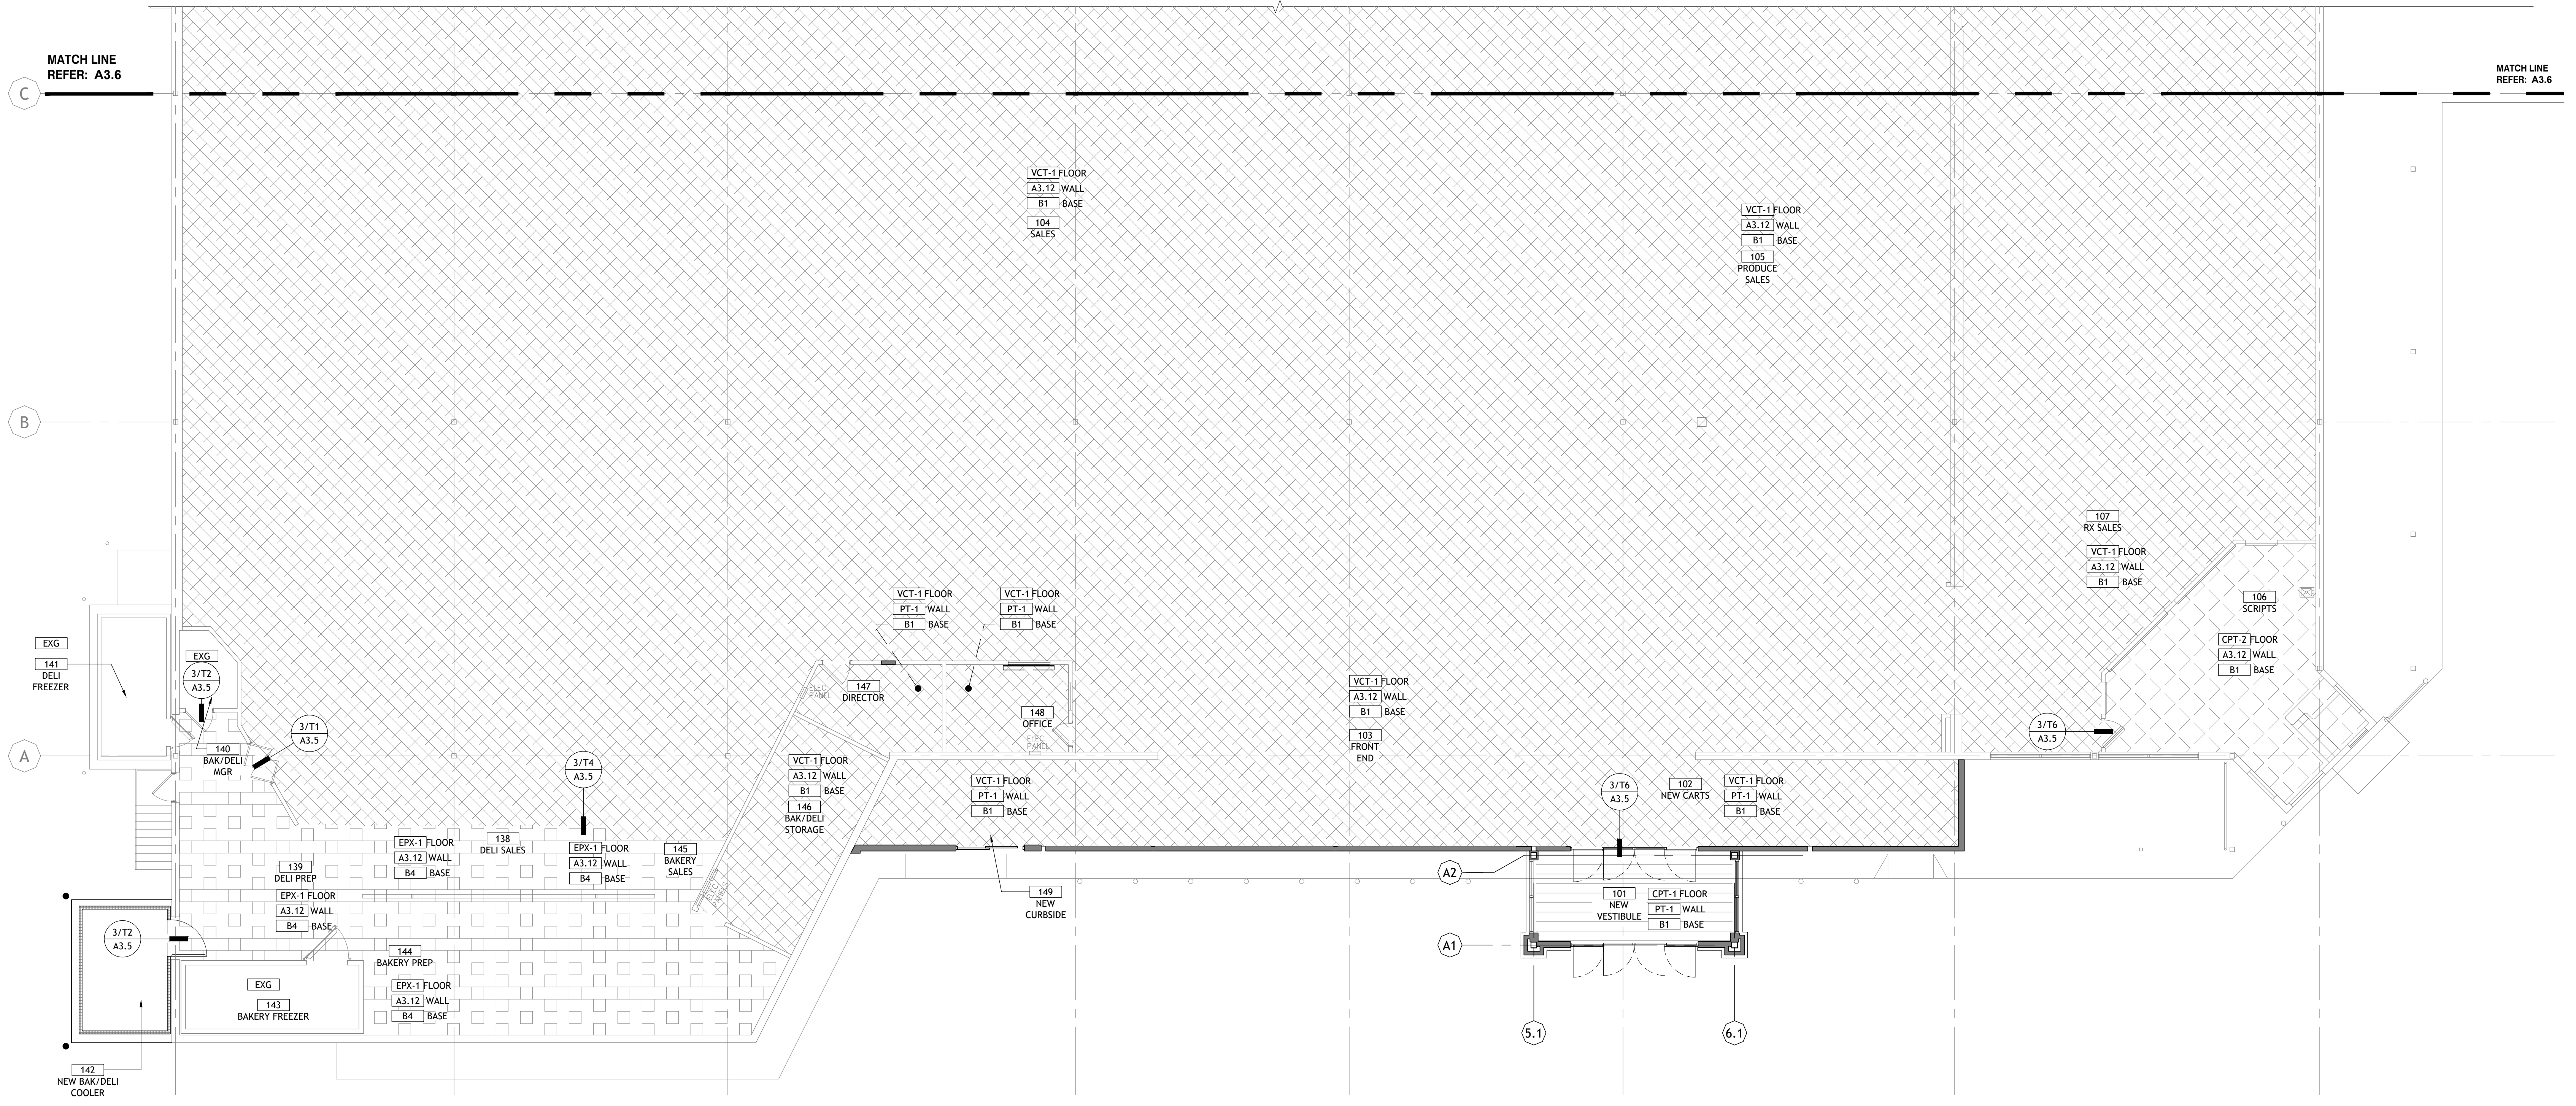 MATCH LINE
REFER: A3.6
MATCH LINE
REFER: A3.6
C
VCT-1 FLOOR
A3.12 WALL
B1 BASE
104
SALES
VCT-1 FLOOR
A3.12 WALL
B1 BASE
105
PRODUCE
SALES
B
107
RX SALES
VCT-1 FLOOR
A3.12 WALL
B1 BASE
106
SCRIPTS
CPT-2 FLOOR
A3.12 WALL
B1 BASE
VCT-1 FLOOR
PT-1 WALL
B1 BASE
VCT-1 FLOOR
PT-1 WALL
B1 BASE
EXG
141
DELI
FREEZER
EXG
3/T2
A3.5
ELEC
PANEL
147
DIRECTOR
148
OFFICE
ELEC
PANEL
VCT-1 FLOOR
A3.12 WALL
B1 BASE
103
FRONT
END
3/T6
A3.5
3/T1
A3.5
A
140
BAK/DELI
MGR
3/T4
A3.5
VCT-1 FLOOR
A3.12 WALL
B1 BASE
146
BAK/DELI
STORAGE
VCT-1 FLOOR
PT-1 WALL
B1 BASE
3/T6
A3.5
102
NEW CARTS
VCT-1 FLOOR
PT-1 WALL
B1 BASE
139
DELI PREP
EPX-1 FLOOR
A3.12 WALL
B4 BASE
EPX-1 FLOOR
A3.12 WALL
B4 BASE
138
DELI SALES
EPX-1 FLOOR
A3.12 WALL
B4 BASE
145
BAKERY
SALES
ELEC
PANELS
149
NEW
CURBSIDE
A2
101
NEW
VESTIBULE
CPT-1 FLOOR
PT-1 WALL
B1 BASE
A1
3/T2
A3.5
144
BAKERY PREP
EPX-1 FLOOR
A3.12 WALL
B4 BASE
EXG
143
BAKERY FREEZER
5.1
6.1
142
NEW BAK/DELI
COOLER